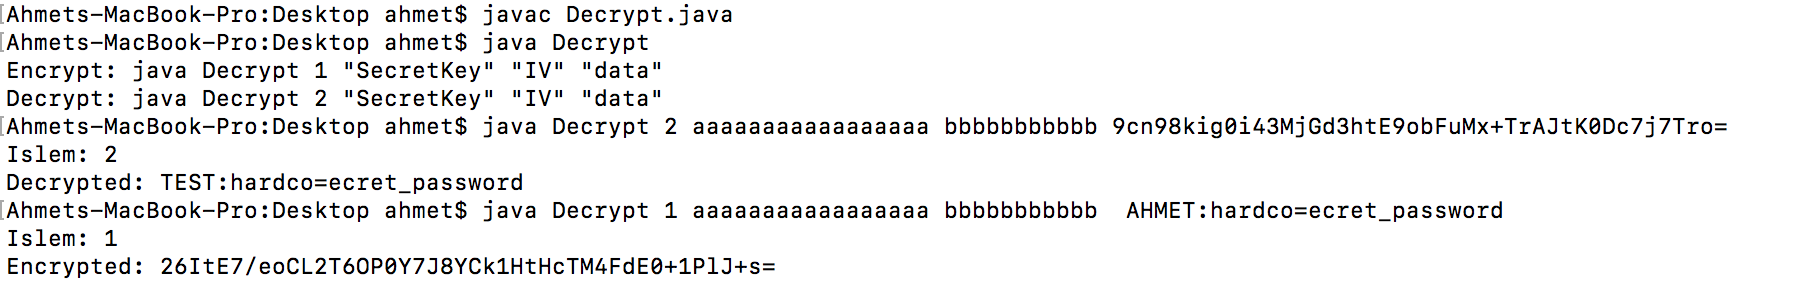 Ahmets-MacBook-Pro:Desktop ahmet$ javac Decrypt.java
Ahmets-MacBook-Pro:Desktop ahmet$ java Decrypt
Encrypt: java Decrypt 1 "SecretKey" "IV" "data"
Decrypt: java Decrypt 2 "SecretKey" "IV" "data"
Ahmets-MacBook-Pro:Desktop ahmet$ java Decrypt 2 aaaaaaaaaaaaaaaaa bbbbbbbbbbb 9cn98kig0i43MjGd3htE9obFuMx+TrAJtK0Dc7j7Tro=
Islem: 2
Decrypted: TEST:hardco=ecret_password
Ahmets-MacBook-Pro:Desktop ahmet$ java Decrypt 1 aaaaaaaaaaaaaaaaa bbbbbbbbbbb  AHMET:hardco=ecret_password
Islem: 1
Encrypted: 26ItE7/eoCL2T6OP0Y7J8YCk1HtHcTM4FdE0+1PlJ+s=